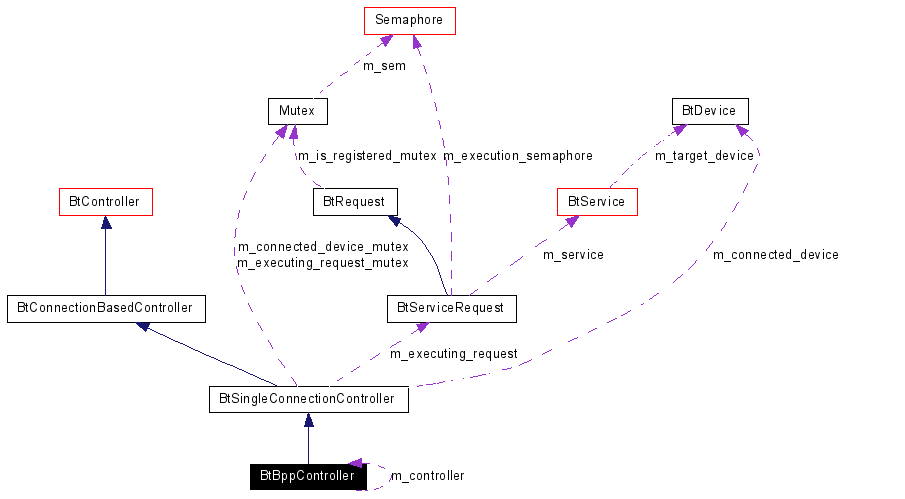 Semaphore
m_sem
Mutex
BtDevice
m_is_registered_mutex
m_execution_semaphore
m_target_device
BtController
BtRequest
BtService
m_connected_device_mutex
m_executing_request_mutex
m_service
m_connected_device
BtConnectionBasedController
BtServiceRequest
m_executing_request
BtSingleConnectionController
BtBppController
m_controller